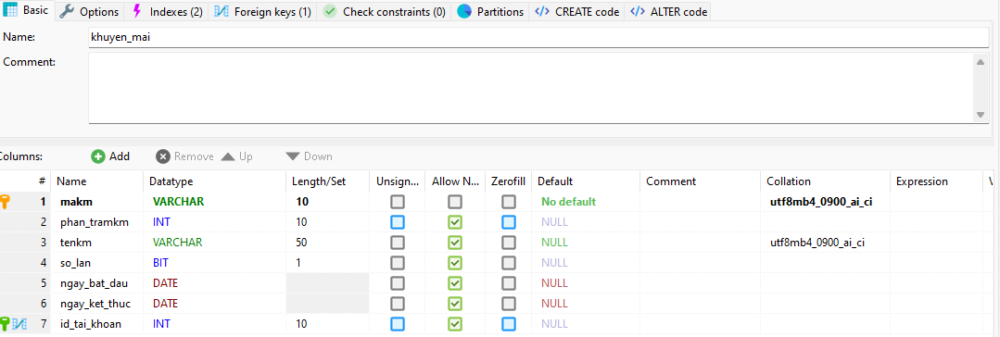 Basic Options Indexes (2) Foreign keys (1) Check constraints (0) Partitions CREATE code ALTER code
Name: khuyen_mai
Comment:
Columns: Add Remove Up Down
# Name Datatype Length/Set Unsign... Allow N... Zerofill Default Comment Collation Expression V
1 makm VARCHAR 10 No default utf8mb4_0900_ai_ci
2 phan_tramkm INT 10 NULL
3 tenkm VARCHAR 50 NULL utf8mb4_0900_ai_ci
4 so_lan BIT 1 NULL
5 ngay_bat_dau DATE NULL
6 ngay_ket_thuc DATE NULL
7 id_tai_khoan INT 10 NULL